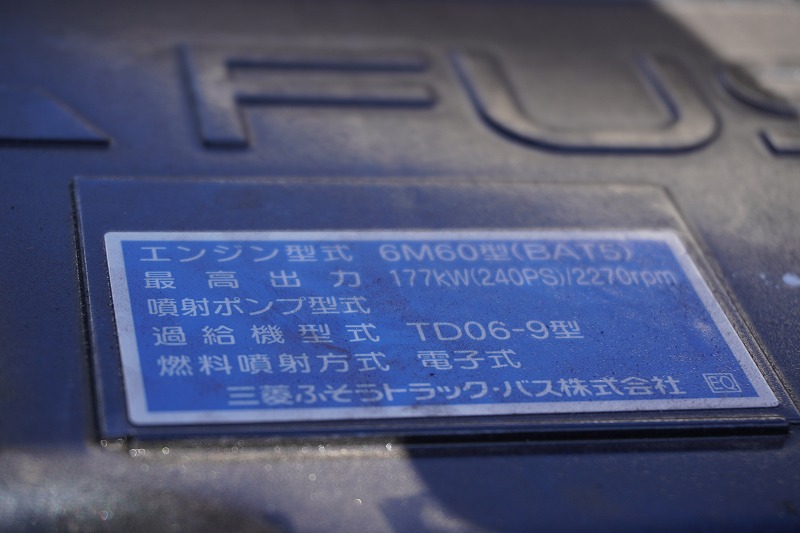 FUS
エンジン型式 6M60型(BAT5)
最高出力 177kW(240PS)/2270rpm
噴射ポンプ型式
過給機型式 TD06-9型
燃料噴射方式 電子式
三菱ふそうトラック・バス株式会社 EO